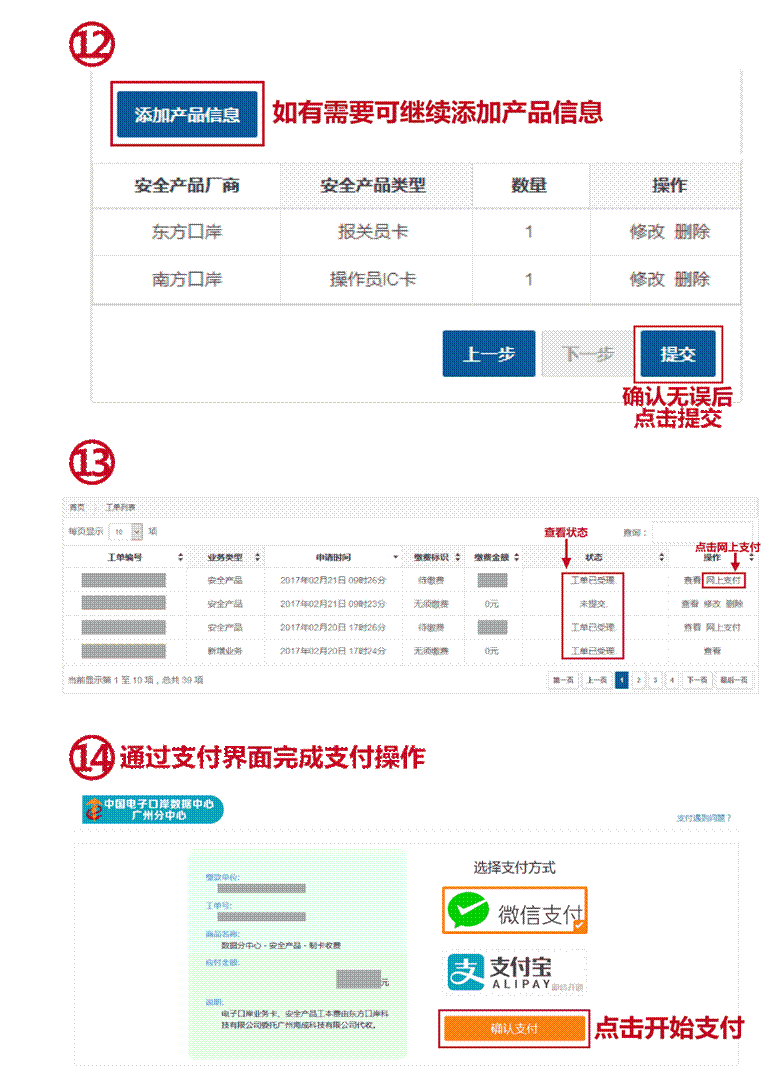 ⑫
添加产品信息 如有需要可继续添加产品信息
安全产品厂商 安全产品类型 数量 操作
东方口岸 报关员卡 1 修改 删除
南方口岸 操作员IC卡 1 修改 删除
上一步 下一步 提交
确认无误后
点击提交
⑬
首页 工单列表
每页显示 10 项 查看状态 查询：
点击网上支付
工单编号 业务类型 申请时间 缴费标识 缴费金额 状态 操作
安全产品 2017年02月21日 09时26分 待缴费 工单已受理. 查看 网上支付
安全产品 2017年02月21日 09时23分 无须缴费 0元 未提交. 查看 修改 删除
安全产品 2017年02月20日 17时26分 待缴费 工单已受理. 查看 网上支付
新增业务 2017年02月20日 17时24分 无须缴费 0元 工单已受理. 查看
当前显示第 1 至 10 项，总共 39 项 第一页 上一页 1 2 3 4 下一页 最后一页
⑭ 通过支付界面完成支付操作
中国电子口岸数据中心
广州分中心
支付遇到问题？
选择支付方式
缴款单位:
微信支付
工单号:
商品名称:
数据分中心 - 安全产品 - 制卡收费
支付宝
ALIPAY
应付金额:
元
说明:
电子口岸业务卡、安全产品工本费由东方口岸科
技有限公司委托广州海成科技有限公司代收。
确认支付 点击开始支付